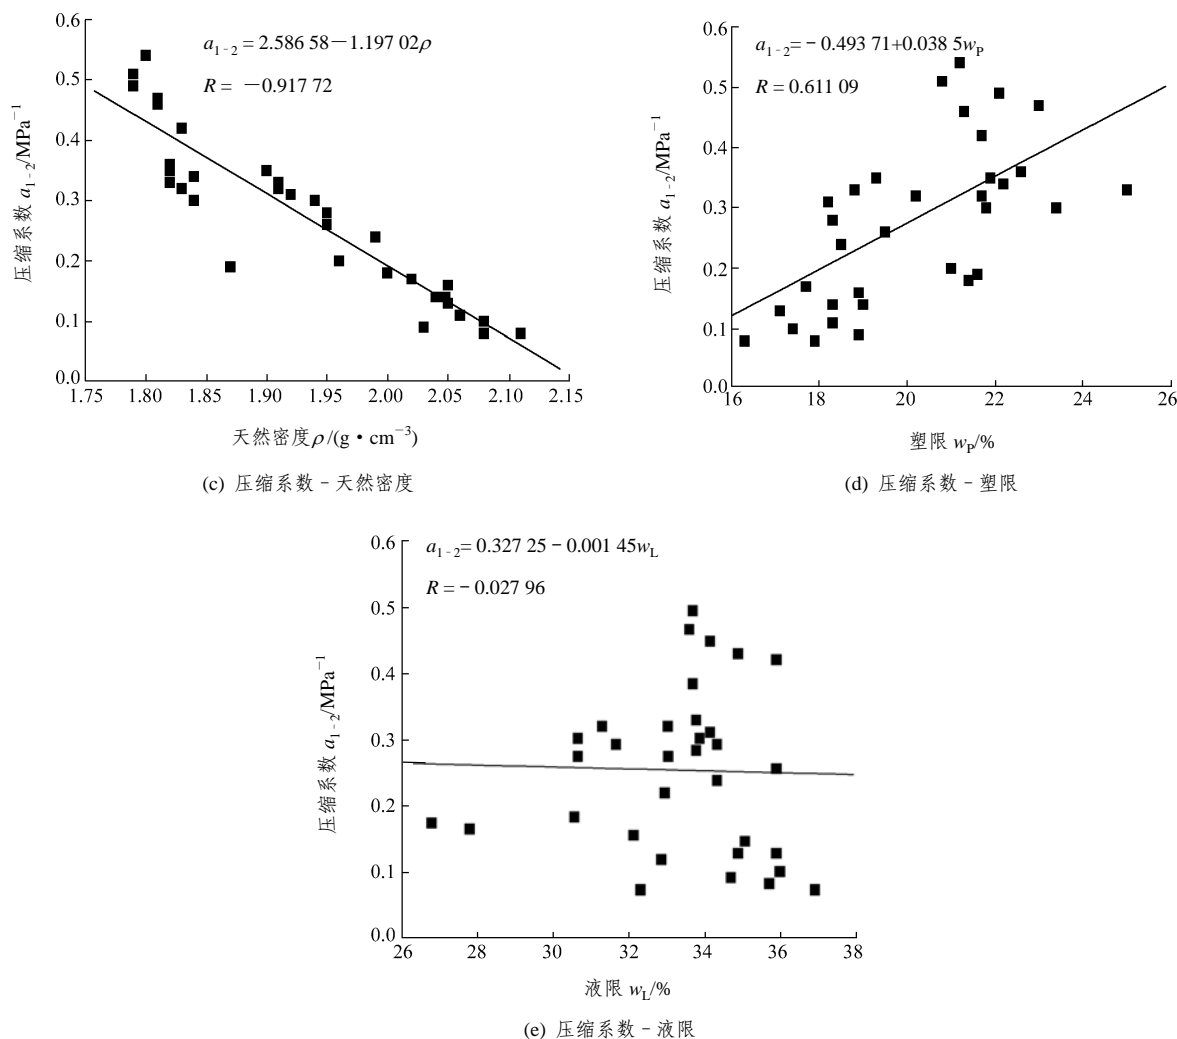 a₁₋₂ = 2.586 58－1.197 02ρ
R = －0.917 72
压缩系数 a₁₋₂/MPa⁻¹
0.6
0.5
0.4
0.3
0.2
0.1
0.0
1.75 1.80 1.85 1.90 1.95 2.00 2.05 2.10 2.15
天然密度ρ/(g·cm⁻³)
(c) 压缩系数－天然密度
a₁₋₂=－0.493 71+0.038 5w_P
R = 0.611 09
压缩系数 a₁₋₂/MPa⁻¹
0.6
0.5
0.4
0.3
0.2
0.1
0.0
16 18 20 22 24 26
塑限 w_P/%
(d) 压缩系数－塑限
a₁₋₂= 0.327 25－0.001 45w_L
R =－0.027 96
压缩系数 a₁₋₂/MPa⁻¹
0.6
0.5
0.4
0.3
0.2
0.1
0.0
26 28 30 32 34 36 38
液限 w_L/%
(e) 压缩系数－液限